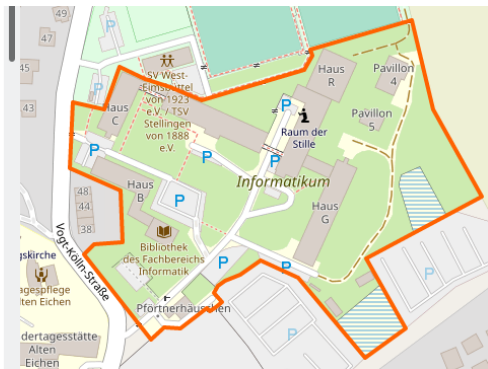 49
47
43
45
SV West-
Eimsbüttel
von 1923
e.V. / TSV
Stellingen
von 1888
e.V.
Haus
R
Pavillon
4
Haus
C
P
P
i
Raum der
Stille
Pavillon
5
P
P
P
Informatikum
Haus
B
48
44
38
P
Haus
G
Bibliothek
des Fachbereichs
Informatik
Vogt-Kölln-Straße
P
P
Pförtnerhäuschen
P
P
gskirche
agespflege
lten Eichen
dertagesstätte
Alten
Eichen